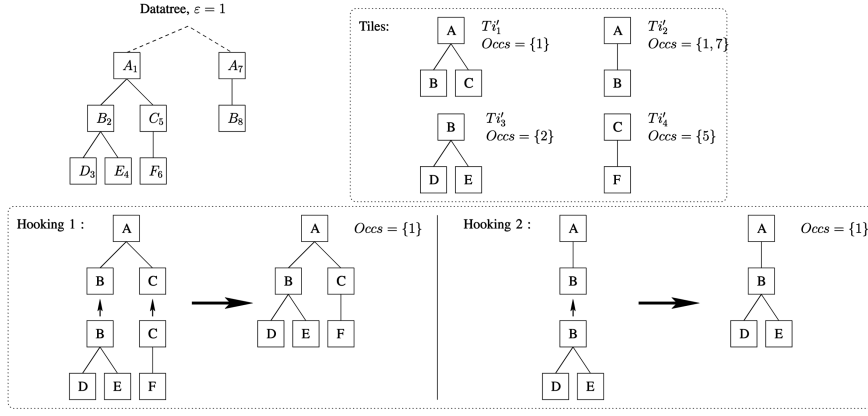 Datatree, ε = 1
A₁ A₇
B₂ C₅ B₈
D₃ E₄ F₆
Tiles:
A Ti′₁
Occs = {1}
B C
A Ti′₂
Occs = {1, 7}
B
B Ti′₃
Occs = {2}
D E
C Ti′₄
Occs = {5}
F
Hooking 1 :
A
B C
B C
D E F
A Occs = {1}
B C
D E F
Hooking 2 :
A
B
B
D E
A Occs = {1}
B
D E